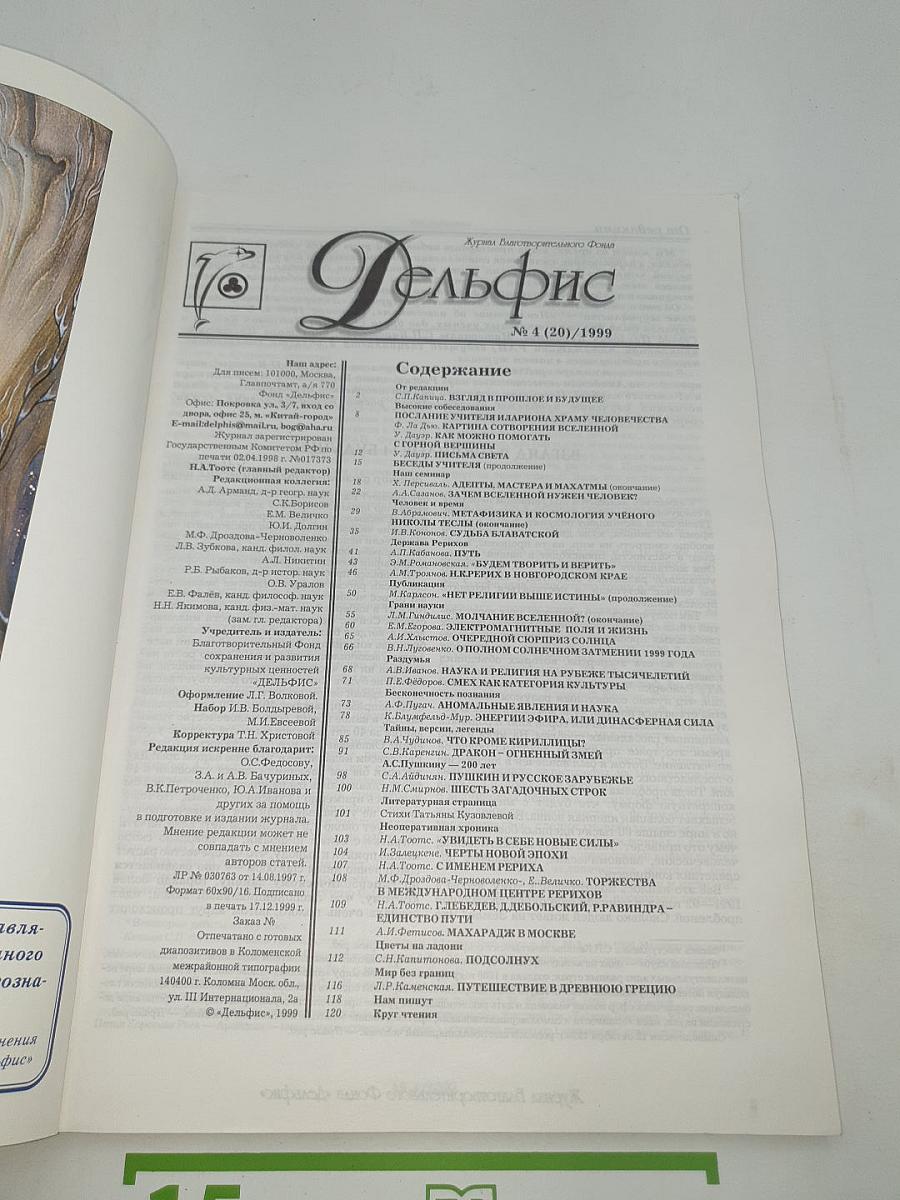 Журнал Благотворительного Фонда
Дельфис
№ 4 (20)/1999
Наш адрес:
Для писем: 101000, Москва,
Главпочтамт, а/я 770
Фонд «Дельфис»
Офис: Покровка ул., 3/7, вход со
двора, офис 25, м. «Китай-город»
E-mail:delphis@mail.ru, bog@aha.ru
Журнал зарегистрирован
Государственным Комитетом РФ по
печати 02.04.1998 г. №017373
Н.А.Тоотс (главный редактор)
Редакционная коллегия:
А.Д. Арманд, д-р геогр. наук
С.К.Борисов
Е.М. Величко
Ю.И. Долгин
М.Ф. Дроздова-Черноволенко
Л.В. Зубкова, канд. филол. наук
А.Л. Никитин
Р.Б. Рыбаков, д-р истор. наук
О.В. Уралов
Е.В. Фалёв, канд. философ. наук
Н.Н. Якимова, канд. физ.-мат. наук
(зам. гл. редактора)
Учредитель и издатель:
Благотворительный Фонд
сохранения и развития
культурных ценностей
«ДЕЛЬФИС»
Оформление Л.Г. Волковой.
Набор И.В. Болдыревой,
М.И.Евсеевой
Корректура Т.Н. Христовой
Редакция искренне благодарит:
О.С.Федосову,
З.А. и А.В. Бачуриных,
В.К.Петроченко, Ю.А.Иванова и
других за помощь
в подготовке и издании журнала.
Мнение редакции может не
совпадать с мнением
авторов статей.
ЛР № 030763 от 14.08.1997 г.
Формат 60х90/16. Подписано
в печать 17.12.1999 г.
Заказ №
Отпечатано с готовых
диапозитивов в Коломенской
межрайонной типографии
140400 г. Коломна Моск. обл.,
ул. III Интернационала, 2а
© «Дельфис», 1999
Содержание
От редакции
2 С.П.Капица. ВЗГЛЯД В ПРОШЛОЕ И БУДУЩЕЕ
Высокие собеседования
8 ПОСЛАНИЕ УЧИТЕЛЯ ИЛАРИОНА ХРАМУ ЧЕЛОВЕЧЕСТВА
Ф. Ла Дью. КАРТИНА СОТВОРЕНИЯ ВСЕЛЕННОЙ
У. Дауэр. КАК МОЖНО ПОМОГАТЬ
С ГОРНОЙ ВЕРШИНЫ
12 У. Дауэр. ПИСЬМА СВЕТА
15 БЕСЕДЫ УЧИТЕЛЯ (продолжение)
Наш семинар
18 Х. Персиваль. АДЕПТЫ, МАСТЕРА И МАХАТМЫ (окончание)
22 А.А.Сазанов. ЗАЧЕМ ВСЕЛЕННОЙ НУЖЕН ЧЕЛОВЕК?
Человек и время
29 В.Абрамович. МЕТАФИЗИКА И КОСМОЛОГИЯ УЧЁНОГО
НИКОЛЫ ТЕСЛЫ (окончание)
35 И.В.Кононов. СУДЬБА БЛАВАТСКОЙ
Держава Рерихов
41 А.П.Кабанова. ПУТЬ
43 Э.М.Романовская. «БУДЕМ ТВОРИТЬ И ВЕРИТЬ»
46 А.М.Троянов. Н.К.РЕРИХ В НОВГОРОДСКОМ КРАЕ
Публикация
50 М.Карлсон. «НЕТ РЕЛИГИИ ВЫШЕ ИСТИНЫ» (продолжение)
Грани науки
55 Л.М.Гиндилис. МОЛЧАНИЕ ВСЕЛЕННОЙ? (окончание)
60 Е.М.Егорова. ЭЛЕКТРОМАГНИТНЫЕ ПОЛЯ И ЖИЗНЬ
65 А.И.Хлыстов. ОЧЕРЕДНОЙ СЮРПРИЗ СОЛНЦА
66 В.Н.Луговенко. О ПОЛНОМ СОЛНЕЧНОМ ЗАТМЕНИИ 1999 ГОДА
Раздумья
68 А.В.Иванов. НАУКА И РЕЛИГИЯ НА РУБЕЖЕ ТЫСЯЧЕЛЕТИЙ
71 П.Е.Фёдоров. СМЕХ КАК КАТЕГОРИЯ КУЛЬТУРЫ
Бесконечность познания
73 А.Ф.Пугач. АНОМАЛЬНЫЕ ЯВЛЕНИЯ И НАУКА
78 К.Блумфельд-Мур. ЭНЕРГИИ ЭФИРА, ИЛИ ДИНАСФЕРНАЯ СИЛА
Тайны, версии, легенды
85 В.А.Чудинов. ЧТО КРОМЕ КИРИЛЛИЦЫ?
91 С.В.Каренгин. ДРАКОН – ОГНЕННЫЙ ЗМЕЙ
А.С.Пушкину — 200 лет
98 С.А.Айдинян. ПУШКИН И РУССКОЕ ЗАРУБЕЖЬЕ
100 Н.М.Смирнов. ШЕСТЬ ЗАГАДОЧНЫХ СТРОК
Литературная страница
101 Стихи Татьяны Кузовлевой
Неоперативная хроника
103 Н.А.Тоотс. «УВИДЕТЬ В СЕБЕ НОВЫЕ СИЛЫ»
104 И.Залецкене. ЧЕРТЫ НОВОЙ ЭПОХИ
107 Н.А.Тоотс. С ИМЕНЕМ РЕРИХА
108 М.Ф.Дроздова-Черноволенко-, Е..Величко. ТОРЖЕСТВА
В МЕЖДУНАРОДНОМ ЦЕНТРЕ РЕРИХОВ
109 Н.А.Тоотс. Г.ЛЕБЕДЕВ, Д.ДЕБОЛЬСКИЙ, Р.РАВИНДРА –
ЕДИНСТВО ПУТИ
111 А.И.Фетисов. МАХАРАДЖ В МОСКВЕ
Цветы на ладони
112 С.Н.Капитонова. ПОДСОЛНУХ
Мир без границ
116 Л.Р.Каменская. ПУТЕШЕСТВИЕ В ДРЕВНЮЮ ГРЕЦИЮ
118 Нам пишут
120 Круг чтения
15